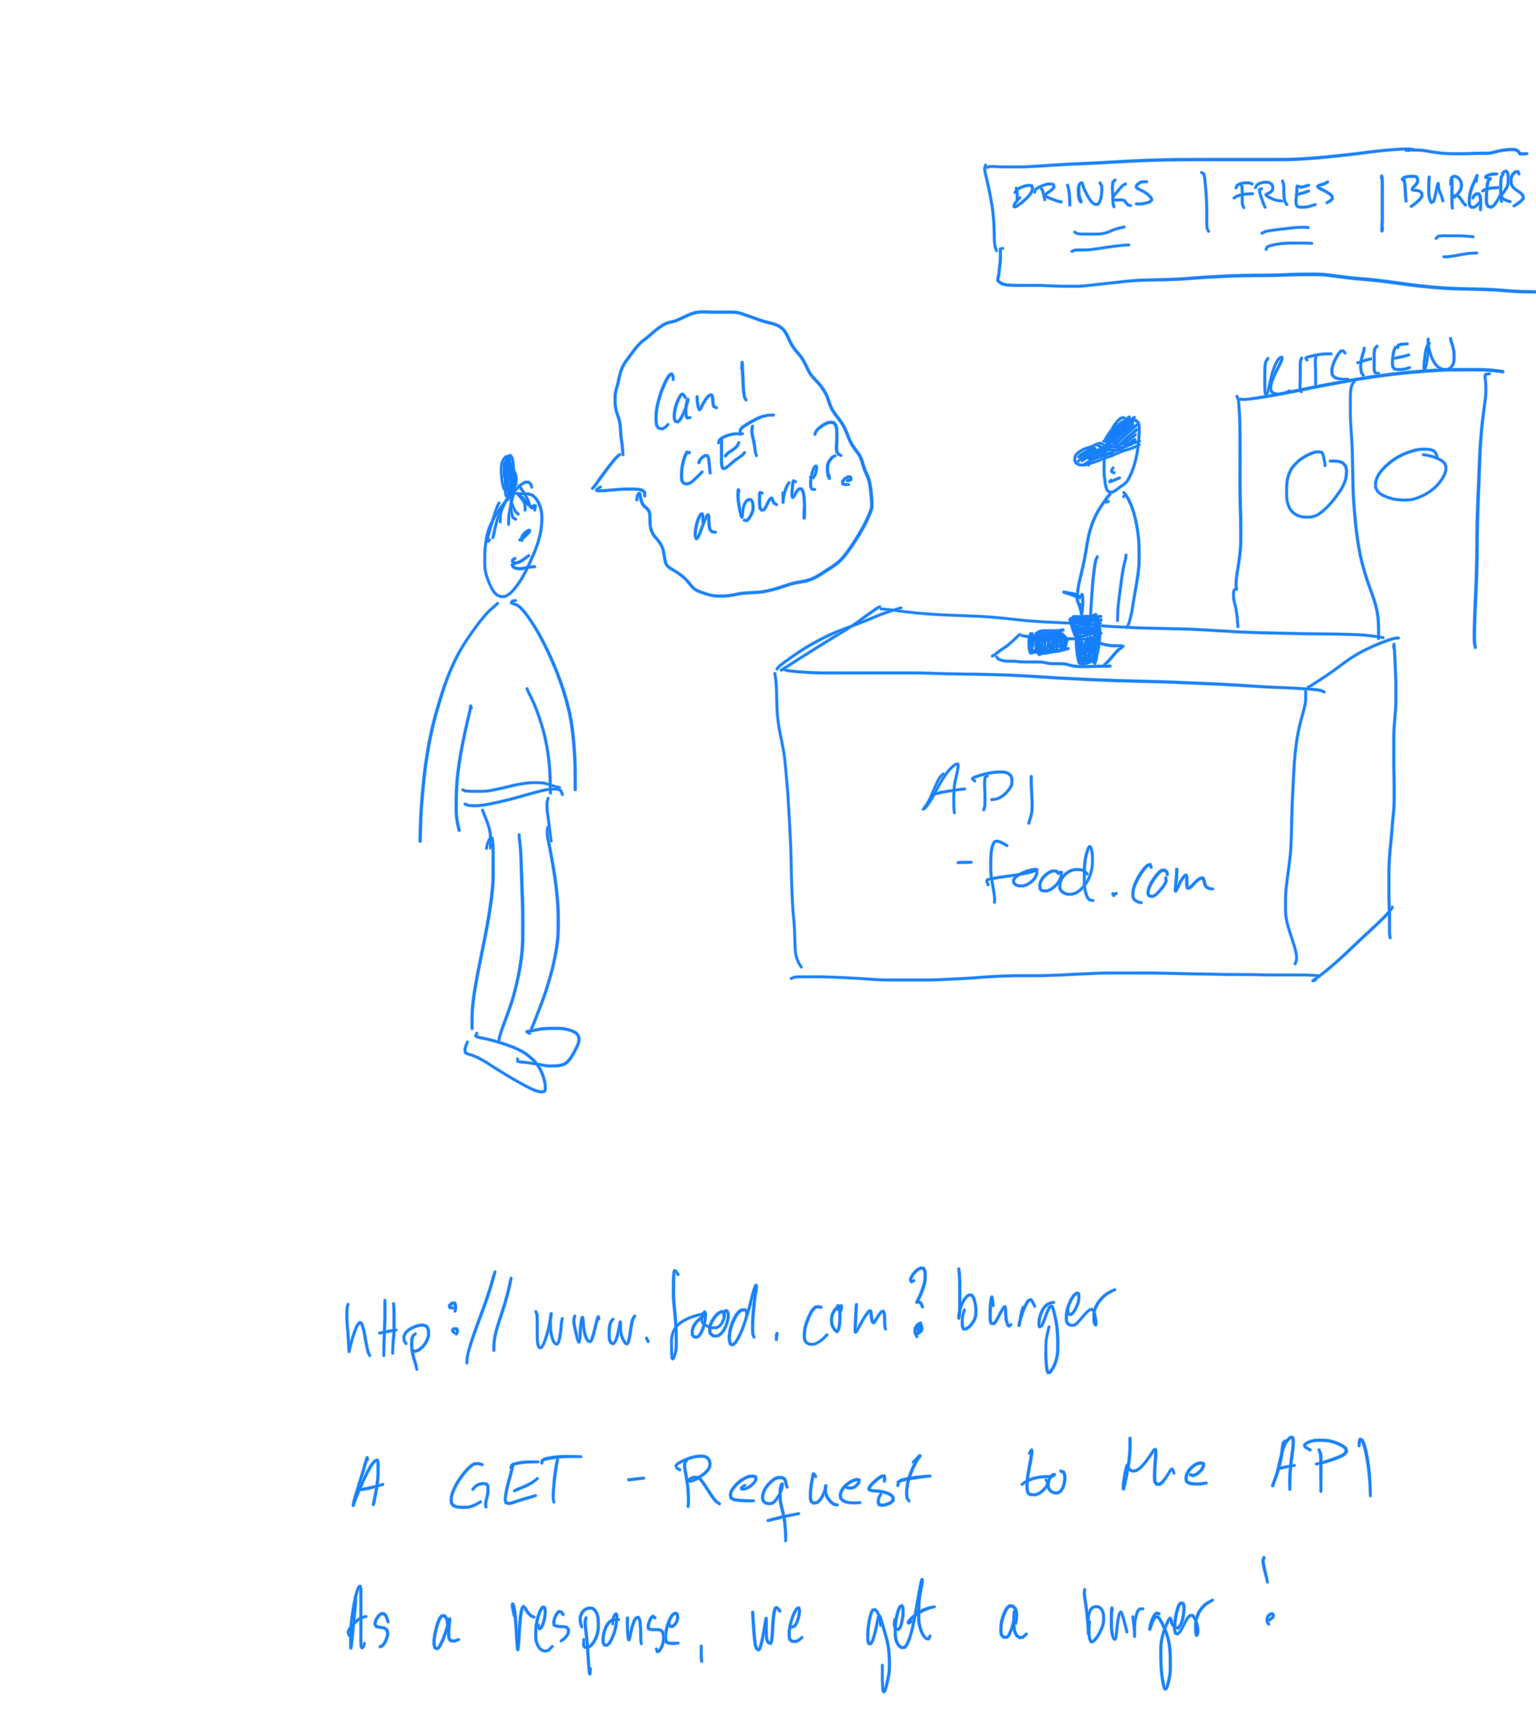 DRINKS | FRIES | BURGERS
KITCHEN
Can I
GET
a burger?
API
-food.com
http://www.food.com?burger
A GET - Request to the API
As a response, we get a burger!